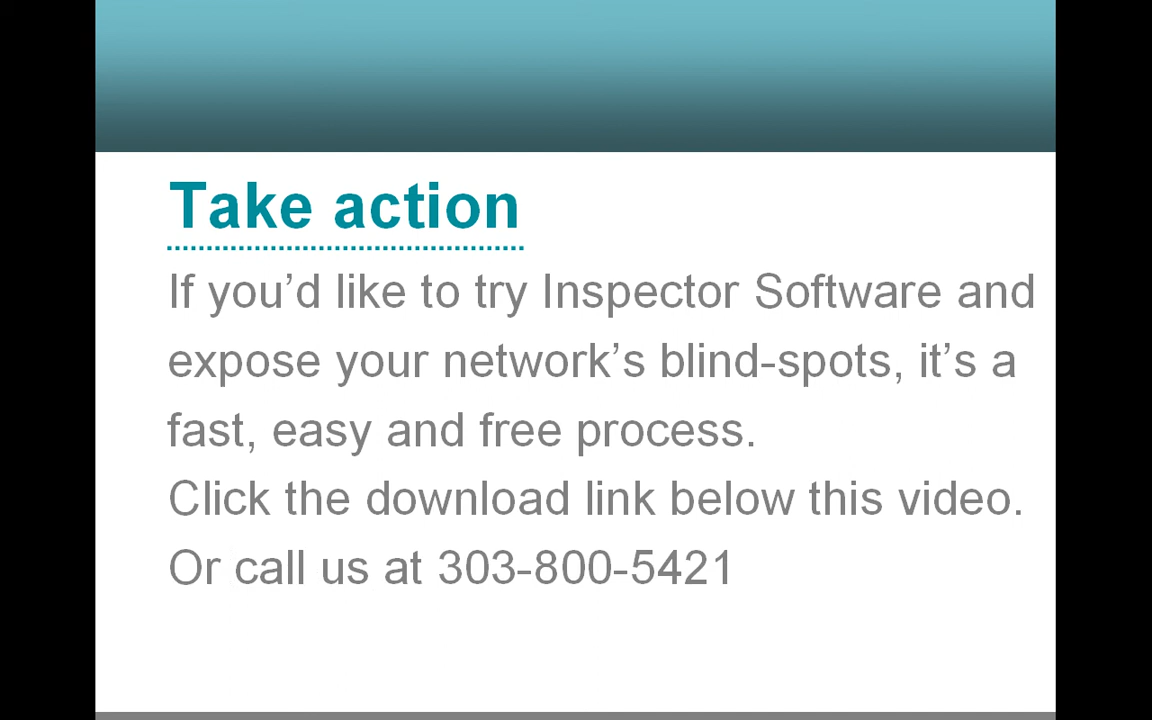 Take action
If you’d like to try Inspector Software and
expose your network’s blind-spots, it’s a
fast, easy and free process.
Click the download link below this video.
Or call us at 303-800-5421